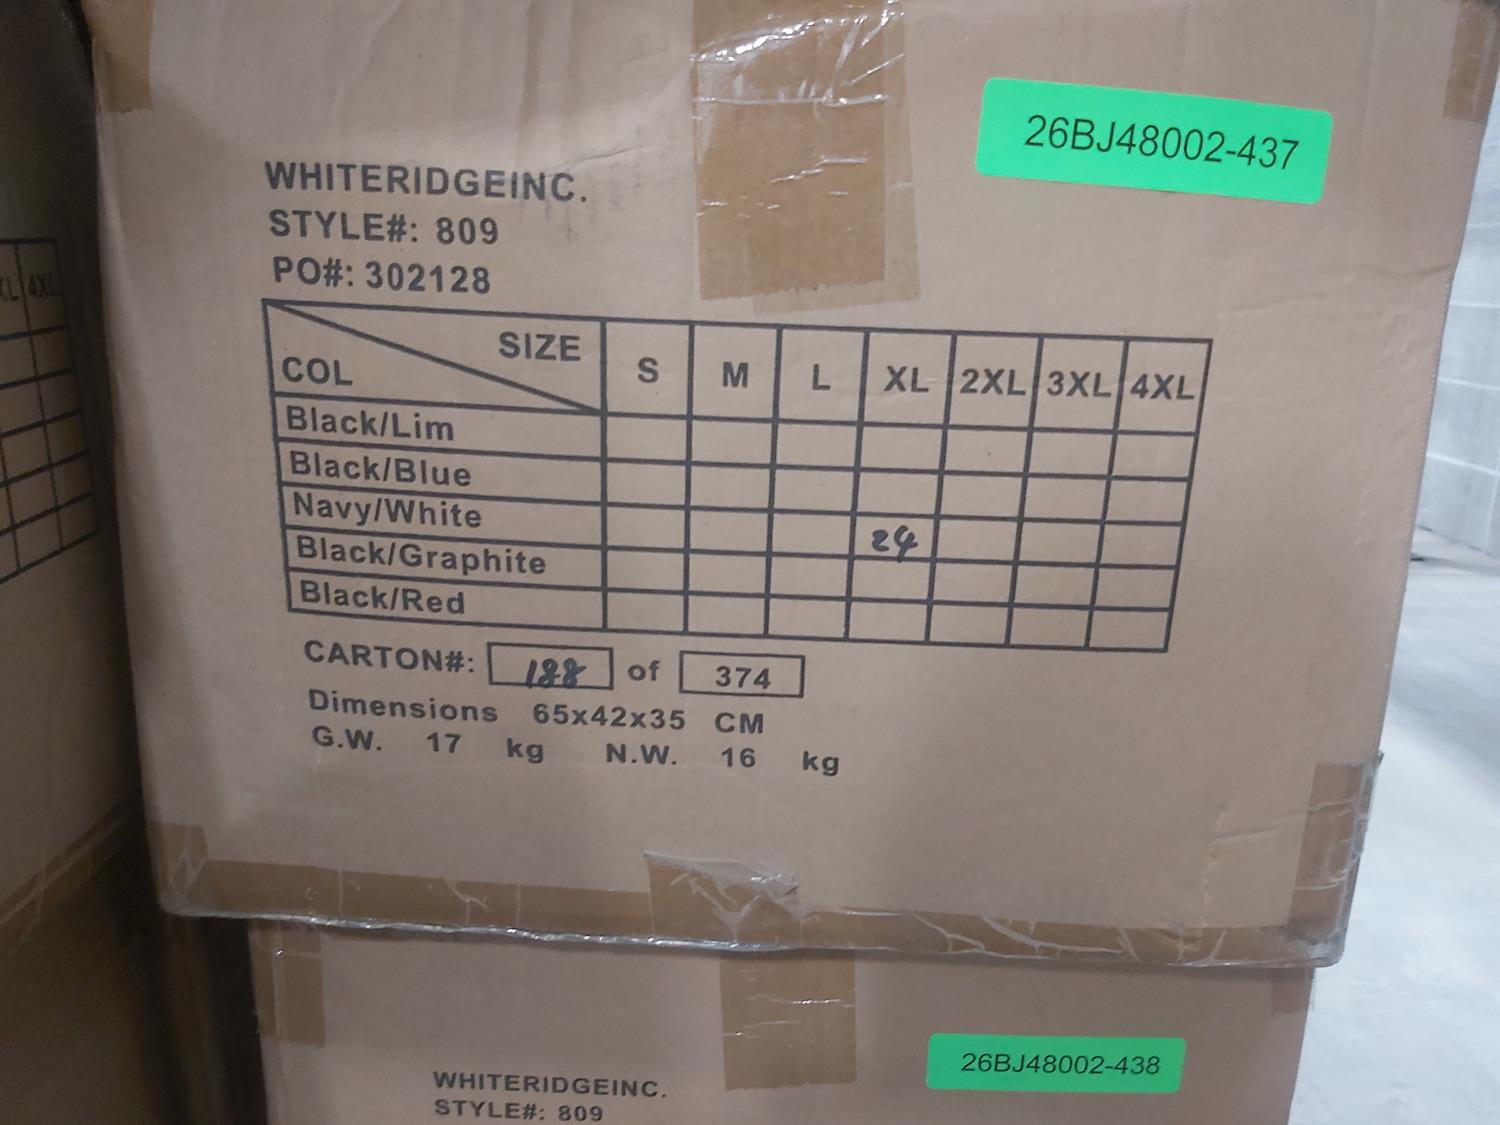 26BJ48002-437
WHITERIDGEINC.
STYLE#: 809
PO#: 302128
SIZE
COL S M L XL 2XL 3XL 4XL
Black/Lim
Black/Blue
Navy/White 24
Black/Graphite
Black/Red
CARTON#: 188 of 374
Dimensions 65x42x35 CM
G.W. 17 kg N.W. 16 kg
XL 4XL
26BJ48002-438
WHITERIDGEINC.
STYLE#: 809